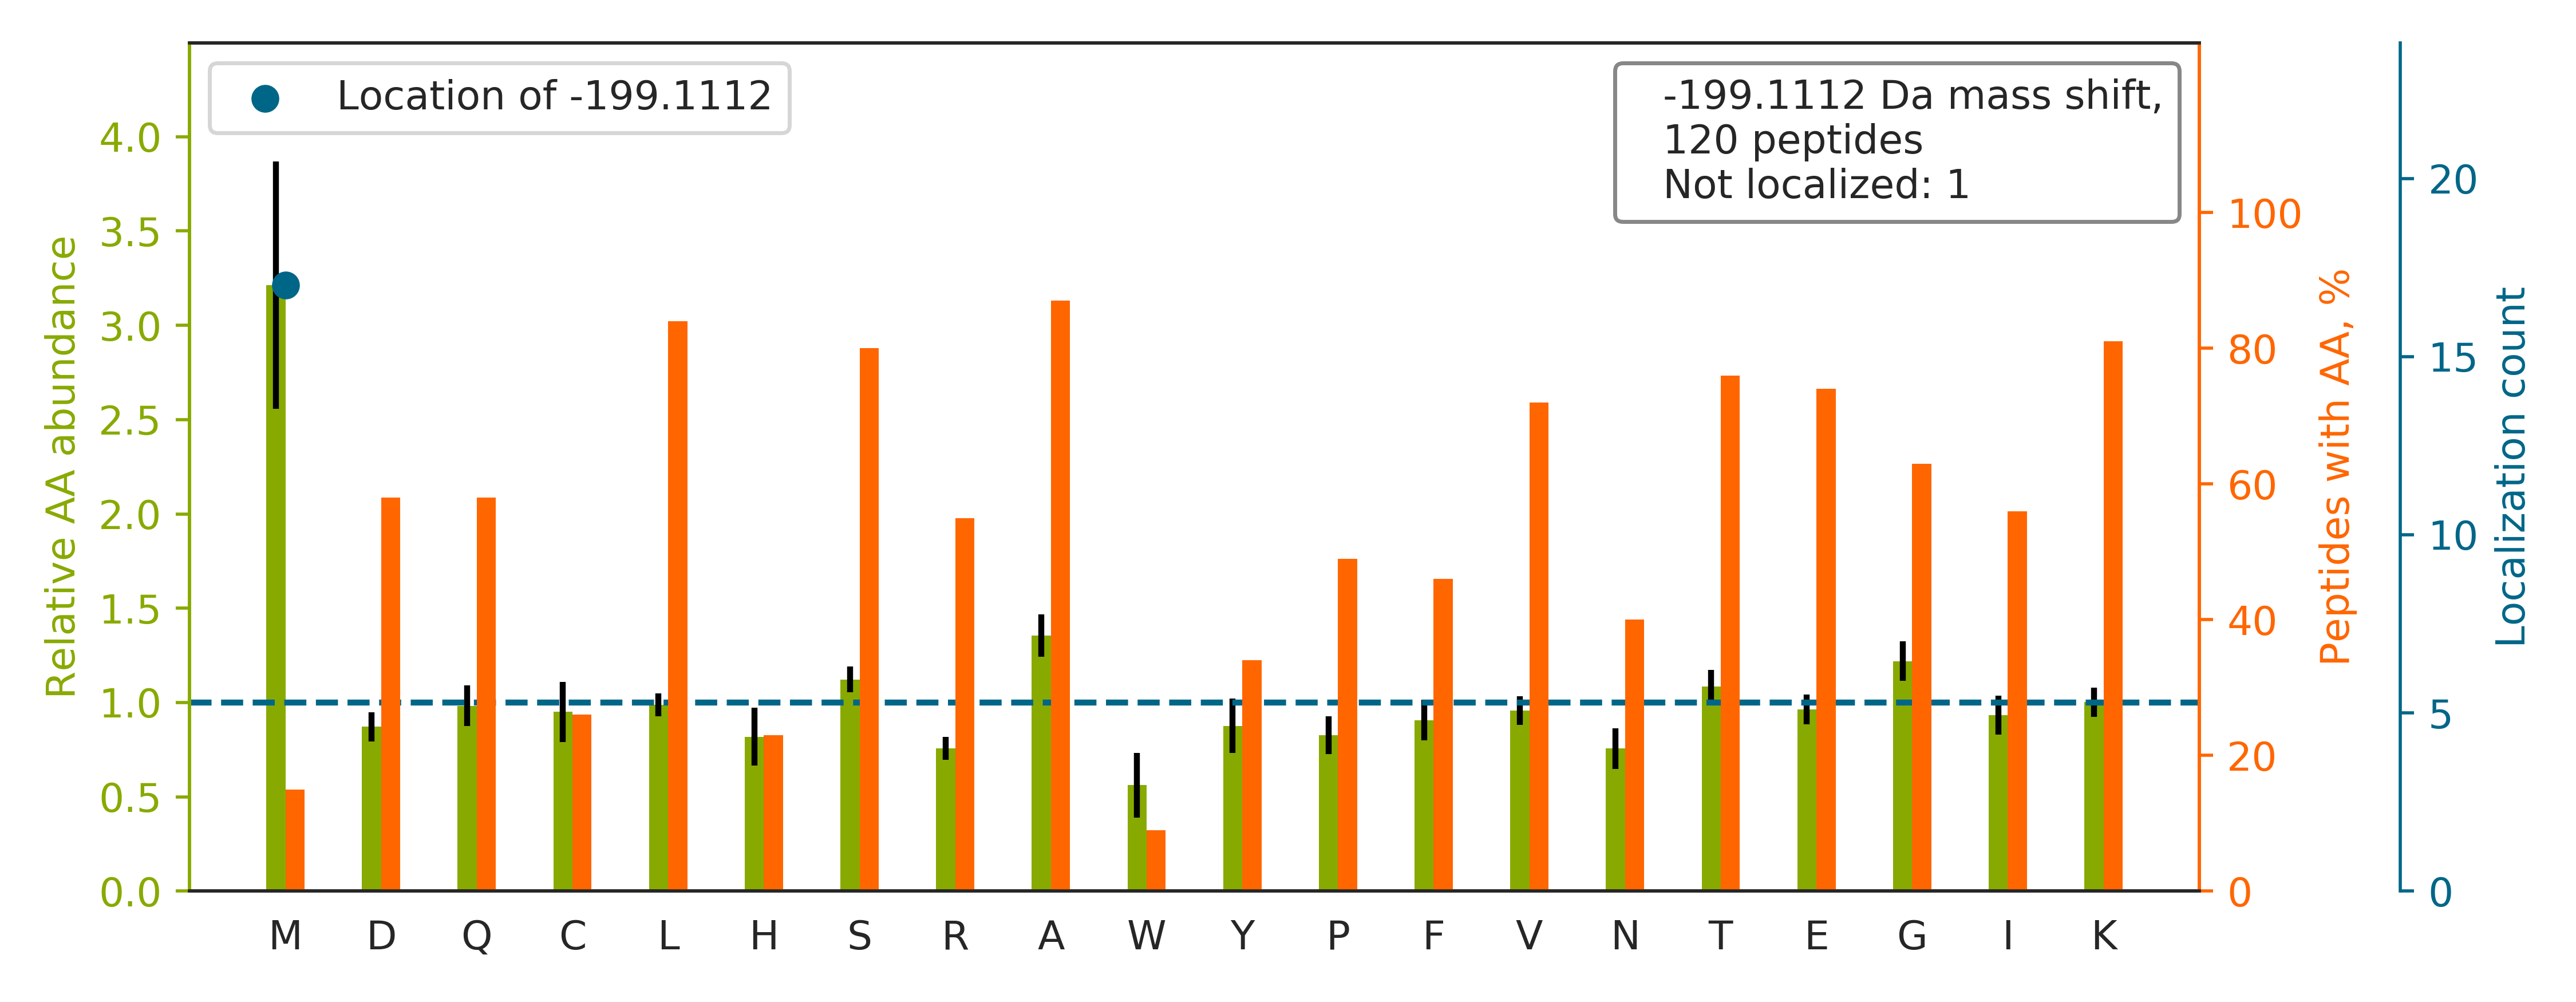 Location of -199.1112
-199.1112 Da mass shift,
120 peptides
Not localized: 1
Relative AA abundance
4.0
3.5
3.0
2.5
2.0
1.5
1.0
0.5
0.0
100
80
60
40
20
0
Peptides with AA, %
20
15
10
5
0
Localization count
M D Q C L H S R A W Y P F V N T E G I K